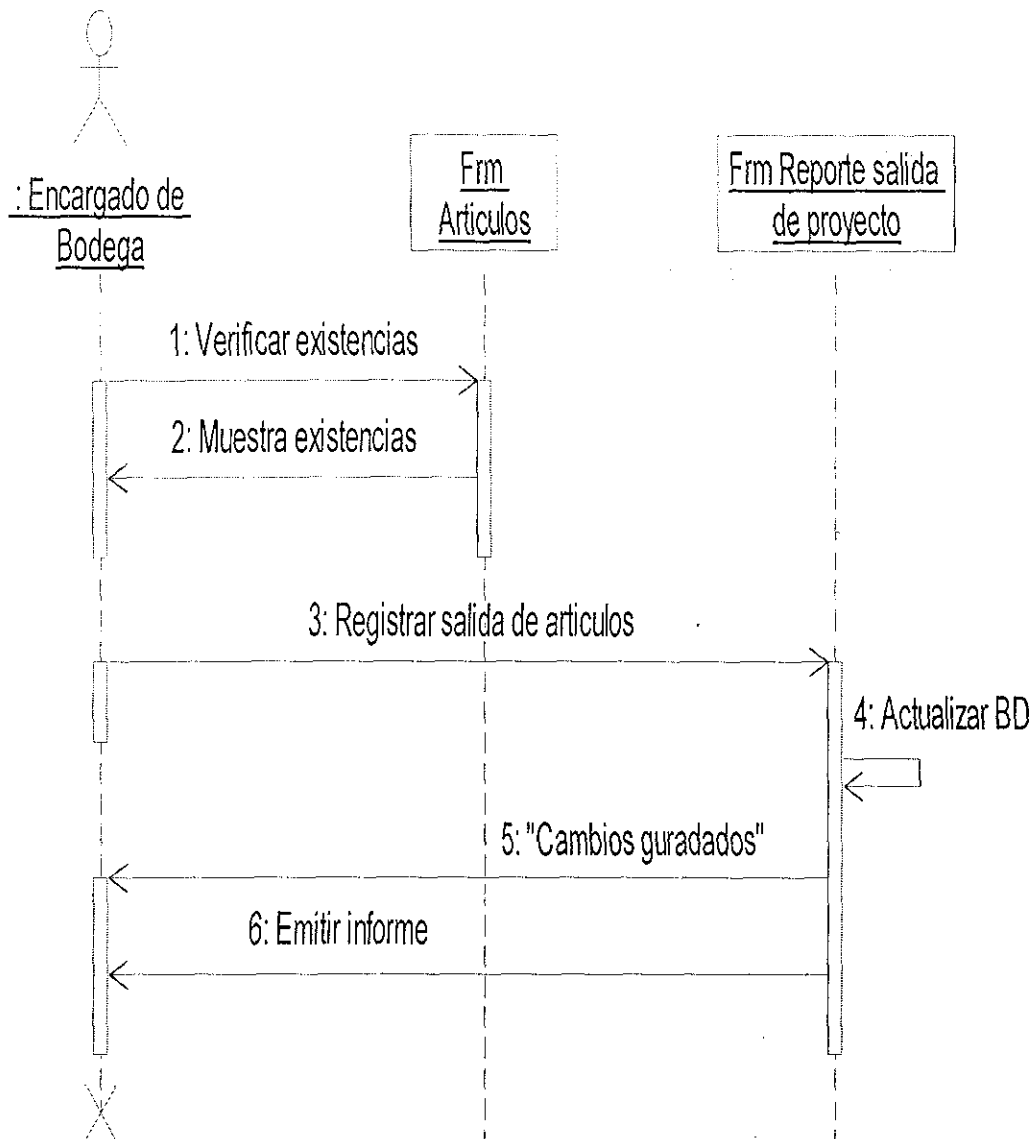 : Encargado de
Bodega
Frm
Articulos
Frm Reporte salida
de proyecto
1: Verificar existencias
2: Muestra existencias
3: Registrar salida de articulos
4: Actualizar BD
5: "Cambios guradados"
6: Emitir informe